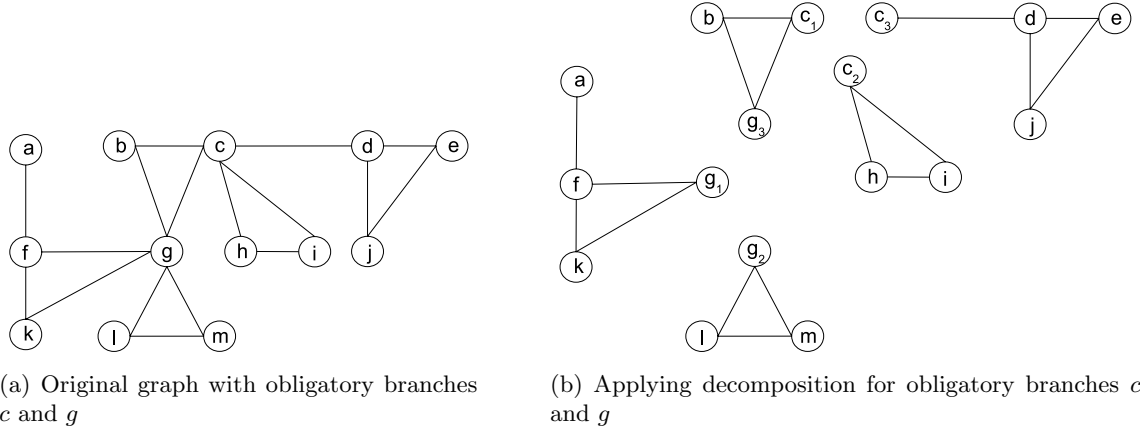 b c1 c3 d e
c2
a
g3 j
a b c d e
f g1 h i
f g h i j
k
g2
k l m l m
(a) Original graph with obligatory branches
c and g
(b) Applying decomposition for obligatory branches c
and g